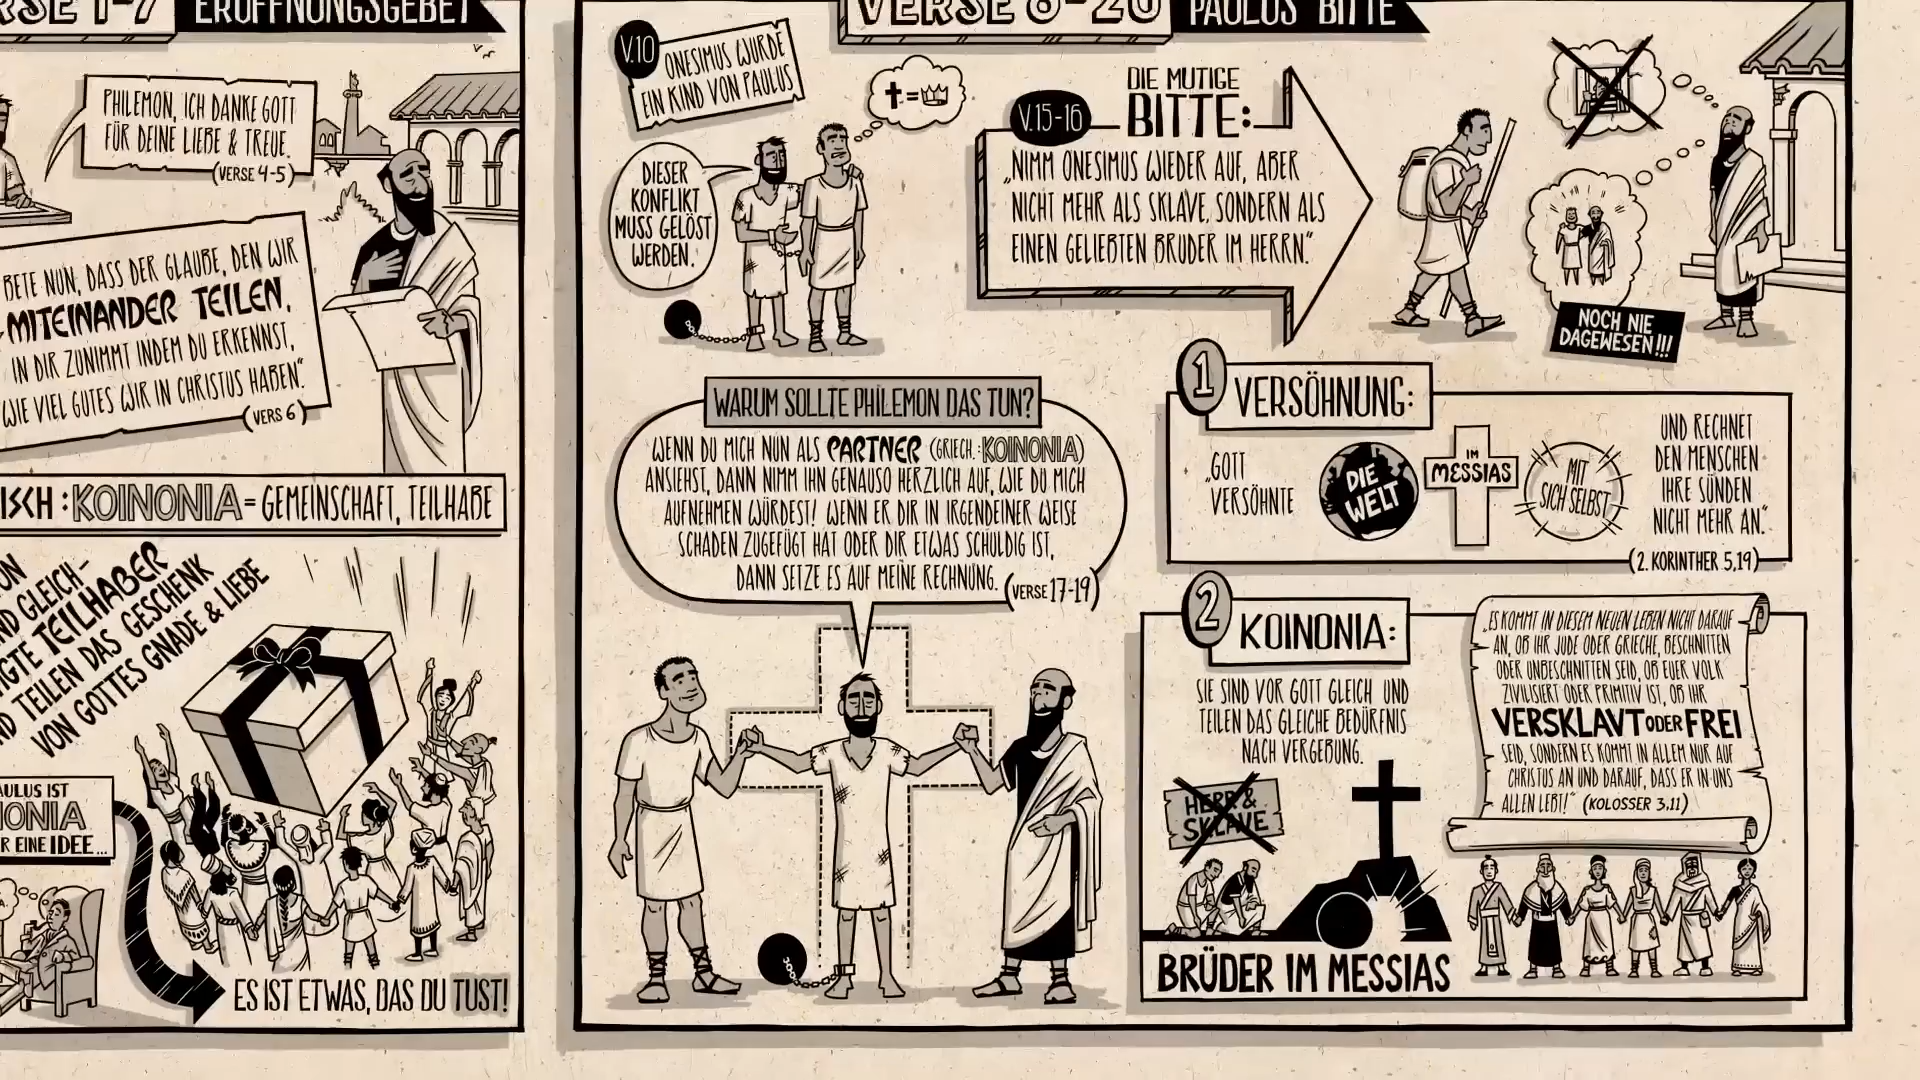 VERSE 1-7
ERÖFFNUNGSGEBET
PHILEMON, ICH DANKE GOTT
FÜR DEINE LIEBE & TREUE.
(VERSE 4-5)
BETE NUN, DASS DER GLAUBE, DEN WIR
MITEINANDER TEILEN,
IN DIR ZUNIMMT INDEM DU ERKENNST,
WIE VIEL GUTES WIR IN CHRISTUS HABEN."
(VERS 6)
ISCH: KOINONIA = GEMEINSCHAFT, TEILHABE
TEILHABER
TEILEN DAS GESCHENK
VON GOTTES GNADE & LIEBE
PAULUS IST
EINE IDEE...
ES IST ETWAS, DAS DU TUST!
VERSE 8-20
PAULUS' BITTE
V.10
ONESIMUS WURDE
EIN KIND VON PAULUS
DIESER
KONFLIKT
MUSS GELÖST
WERDEN.
V.15-16
DIE MUTIGE
BITTE:
„NIMM ONESIMUS WIEDER AUF, ABER
NICHT MEHR ALS SKLAVE, SONDERN ALS
EINEN GELIEBTEN BRUDER IM HERRN."
NOCH NIE
DAGEWESEN!!!
WARUM SOLLTE PHILEMON DAS TUN?
WENN DU MICH NUN ALS PARTNER (GRIECH.: KOINONIA)
ANSIEHST, DANN NIMM IHN GENAUSO HERZLICH AUF, WIE DU MICH
AUFNEHMEN WÜRDEST! WENN ER DIR IN IRGENDEINER WEISE
SCHADEN ZUGEFÜGT HAT ODER DIR ETWAS SCHULDIG IST,
DANN SETZE ES AUF MEINE RECHNUNG.
(VERSE 17-19)
1 VERSÖHNUNG:
„GOTT
VERSÖHNTE
DIE
WELT
IM
MESSIAS
MIT
SICH SELBST
UND RECHNET
DEN MENSCHEN
IHRE SÜNDEN
NICHT MEHR AN."
(2. KORINTHER 5,19)
2 KOINONIA:
SIE SIND VOR GOTT GLEICH UND
TEILEN DAS GLEICHE BEDÜRFNIS
NACH VERGEBUNG.
HERR &
SKLAVE
BRÜDER IM MESSIAS
„ES KOMMT IN DIESEM NEUEN LEBEN NICHT DARAUF
AN, OB IHR JUDE ODER GRIECHE, BESCHNITTEN
ODER UNBESCHNITTEN SEID, OB EUER VOLK
ZIVILISIERT ODER PRIMITIV IST, OB IHR
VERSKLAVT ODER FREI
SEID, SONDERN ES KOMMT IN ALLEM NUR AUF
CHRISTUS AN UND DARAUF, DASS ER IN UNS
ALLEN LEBT!" (KOLOSSER 3,11)